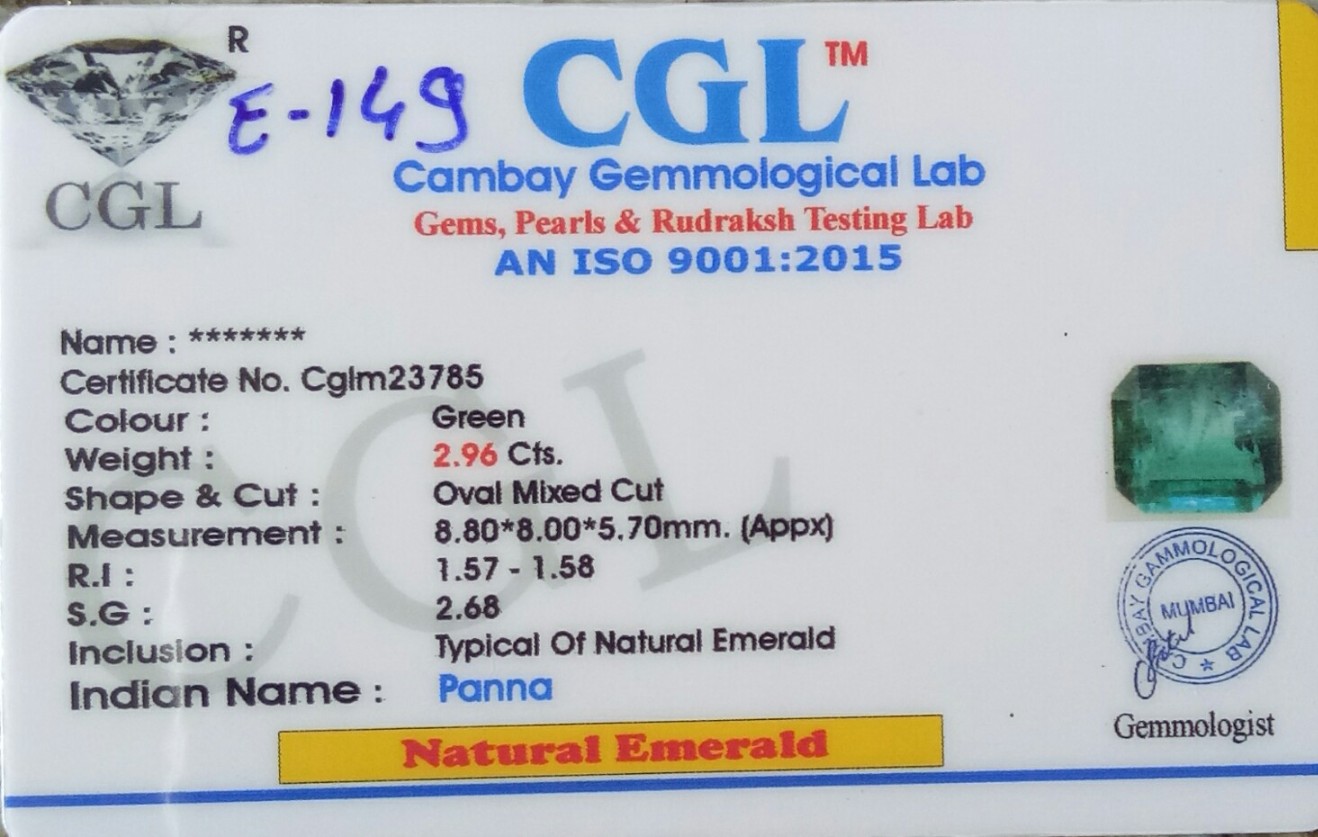 R
E-149
CGL™
CGL
Cambay Gemmological Lab
Gems, Pearls & Rudraksh Testing Lab
AN ISO 9001:2015
Name : *******
Certificate No. Cglm23785
Colour : Green
Weight : 2.96 Cts.
Shape & Cut : Oval Mixed Cut
Measurement : 8.80*8.00*5.70mm. (Appx)
R.I : 1.57 - 1.58
S.G : 2.68
Inclusion : Typical Of Natural Emerald
Indian Name : Panna
CGL
CAMBAY GAMMOLOGICAL LAB
MUMBAI
Gemmologist
Natural Emerald